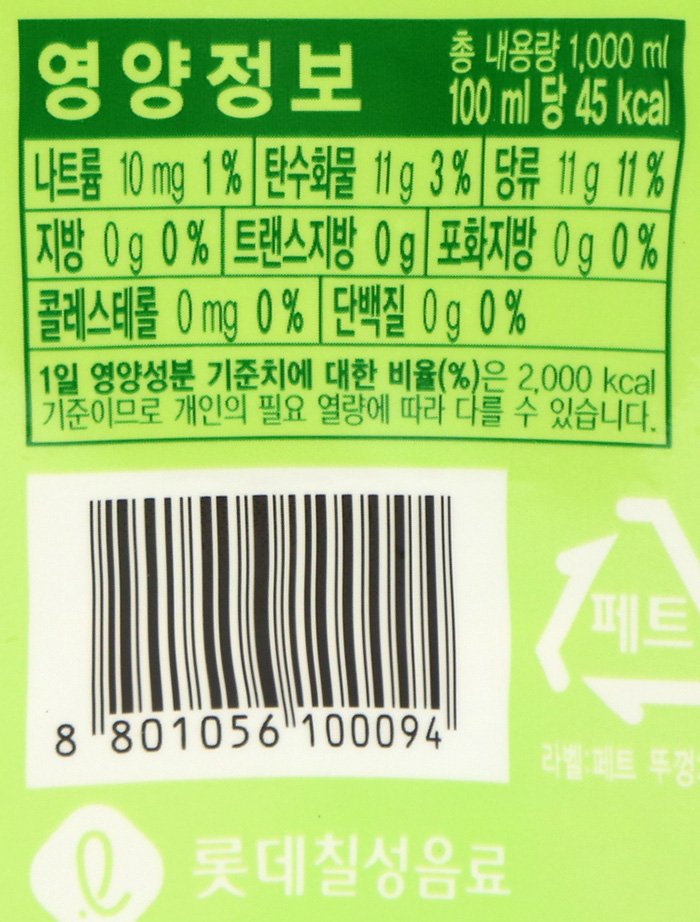 영양정보
총 내용량 1,000 ml
100 ml 당 45 kcal
나트륨 10 mg 1% 탄수화물 11 g 3% 당류 11 g 11%
지방 0 g 0% 트랜스지방 0 g 포화지방 0 g 0%
콜레스테롤 0 mg 0% 단백질 0 g 0%
1일 영양성분 기준치에 대한 비율(%)은 2,000 kcal
기준이므로 개인의 필요 열량에 따라 다를 수 있습니다.
8 801056 100094
페트
라벨:페트 뚜껑:
롯데칠성음료